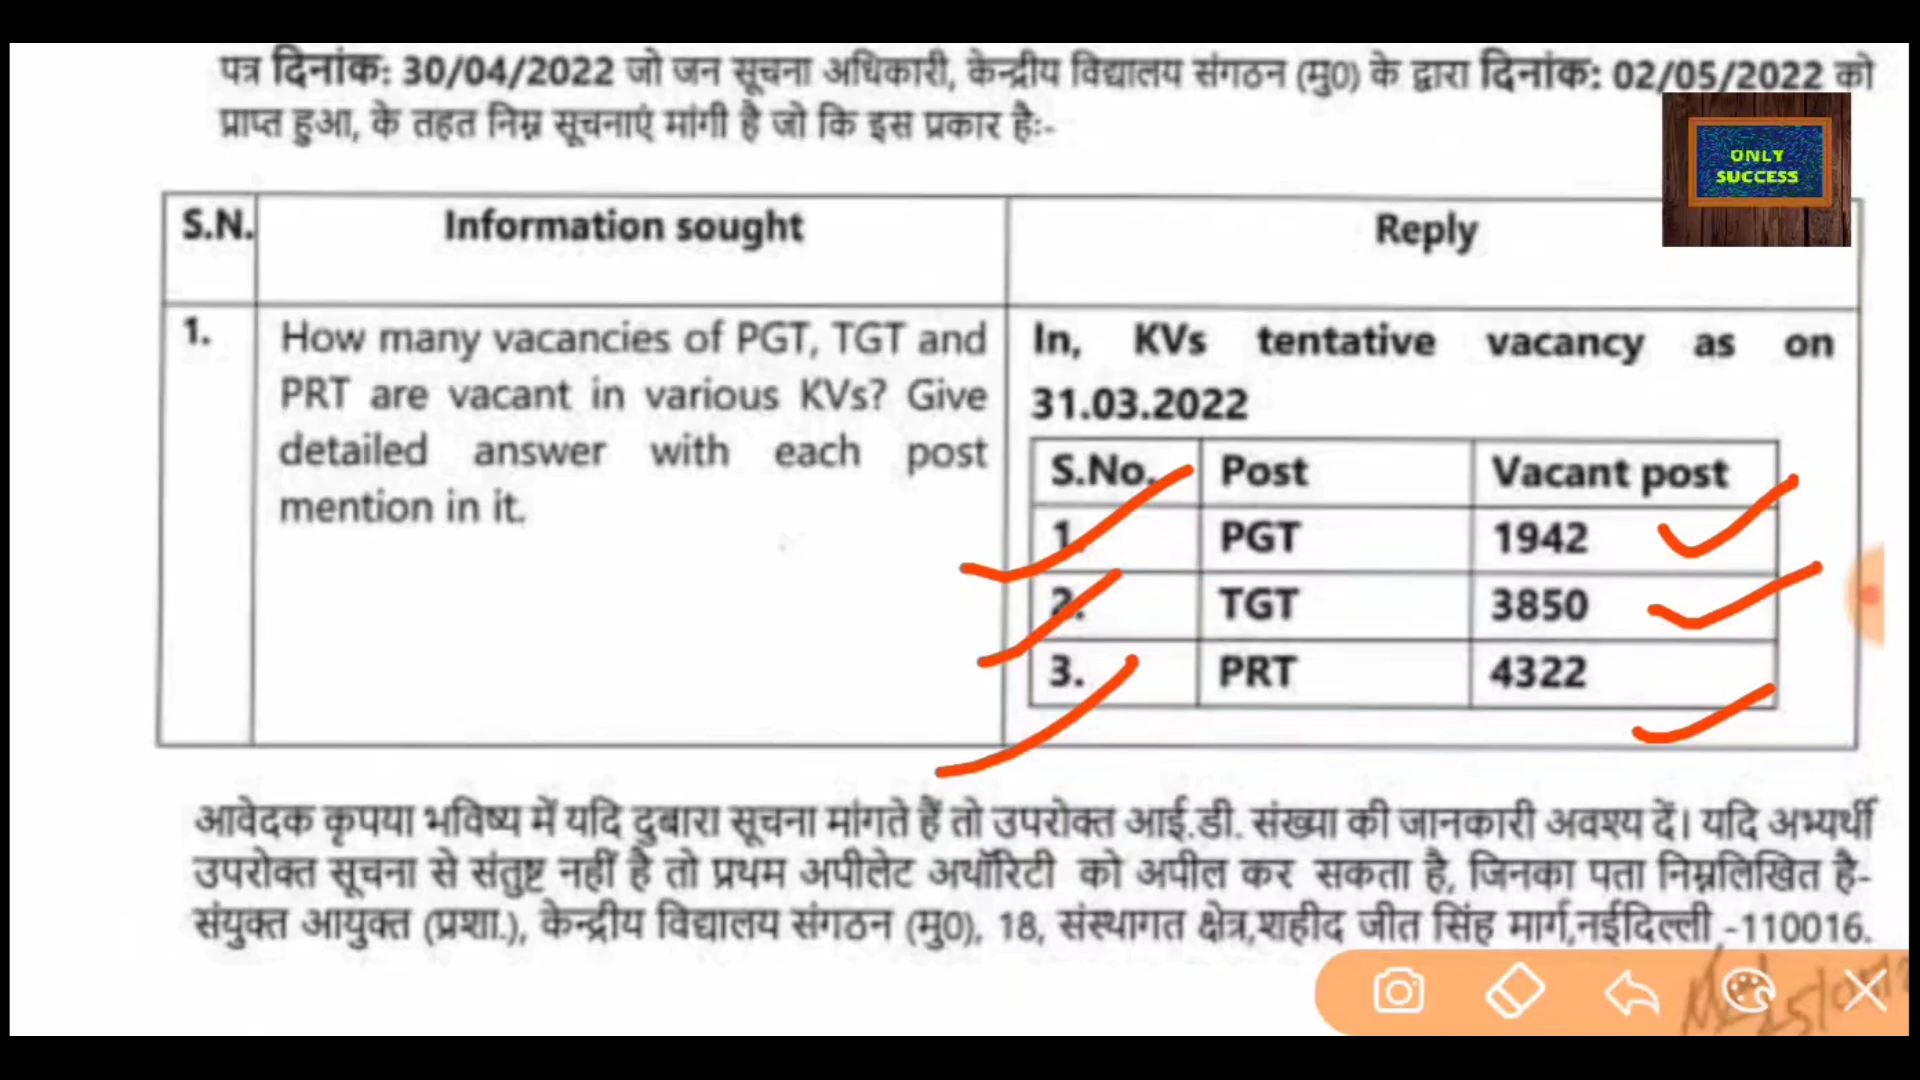 पत्र दिनांक: 30/04/2022 जो जन सूचना अधिकारी, केन्द्रीय विद्यालय संगठन (मु0) के द्वारा दिनांक: 02/05/2022 को
प्राप्त हुआ, के तहत निम्न सूचनाएं मांगी है जो कि इस प्रकार है:-
ONLY
SUCCESS
S.N. Information sought Reply
1. How many vacancies of PGT, TGT and
PRT are vacant in various KVs? Give
detailed answer with each post
mention in it.
In, KVs tentative vacancy as on
31.03.2022
S.No. Post Vacant post
1. PGT 1942
2. TGT 3850
3. PRT 4322
आवेदक कृपया भविष्य में यदि दुबारा सूचना मांगते हैं तो उपरोक्त आई.डी. संख्या की जानकारी अवश्य दें। यदि अभ्यर्थी
उपरोक्त सूचना से संतुष्ट नहीं है तो प्रथम अपीलेट अथॉरिटी को अपील कर सकता है, जिनका पता निम्नलिखित है-
संयुक्त आयुक्त (प्रशा.), केन्द्रीय विद्यालय संगठन (मु0), 18, संस्थागत क्षेत्र,शहीद जीत सिंह मार्ग,नईदिल्ली -110016.